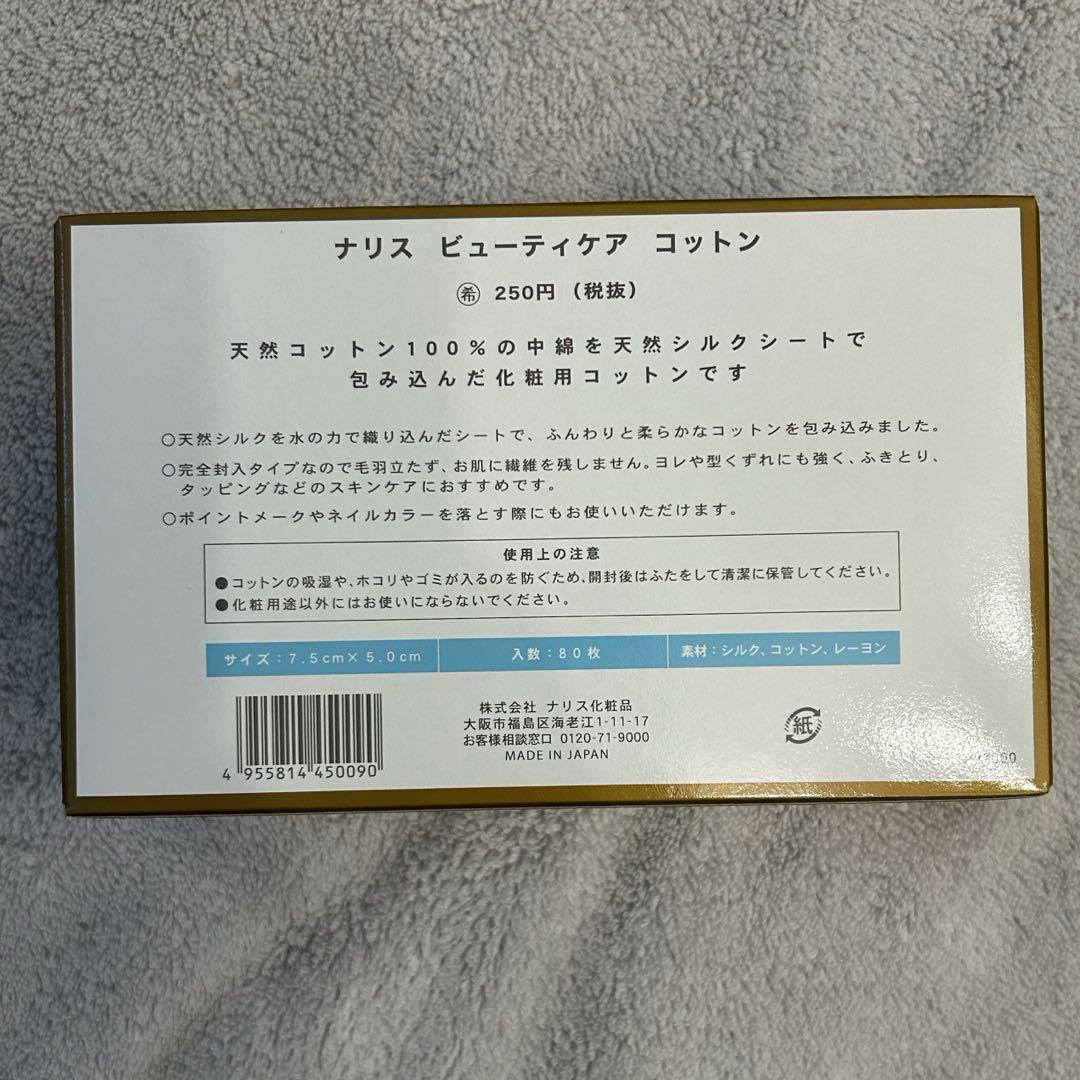 ナリス ビューティケア コットン
㊒希 250円（税抜）
天然コットン100％の中綿を天然シルクシートで
包み込んだ化粧用コットンです
○天然シルクを水の力で織り込んだシートで、ふんわりと柔らかなコットンを包み込みました。
○完全封入タイプなので毛羽立たず、お肌に繊維を残しません。ヨレや型くずれにも強く、ふきとり、
タッピングなどのスキンケアにおすすめです。
○ポイントメークやネイルカラーを落とす際にもお使いいただけます。
使用上の注意
●コットンの吸湿や、ホコリやゴミが入るのを防ぐため、開封後はふたをして清潔に保管してください。
●化粧用途以外にはお使いにならないでください。
サイズ：7.5cm×5.0cm
入数：80枚
素材：シルク、コットン、レーヨン
株式会社 ナリス化粧品
大阪市福島区海老江1-11-17
お客様相談窓口 0120-71-9000
MADE IN JAPAN
紙
4 955814 450090